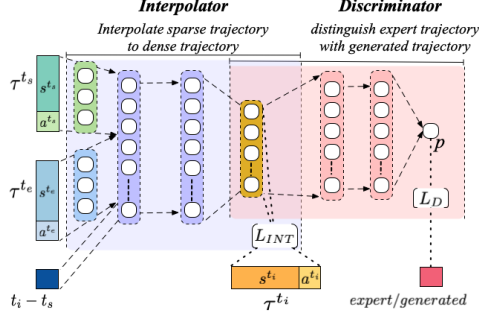 Interpolator
Discriminator
Interpolate sparse trajectory
to dense trajectory
distinguish expert trajectory
with generated trajectory
τ^{t_s}
s^{t_s}
a^{t_s}
τ^{t_e}
s^{t_e}
a^{t_e}
t_i − t_s
p
L_D
L_{INT}
s^{t_i}
a^{t_i}
τ^{t_i}
expert/generated